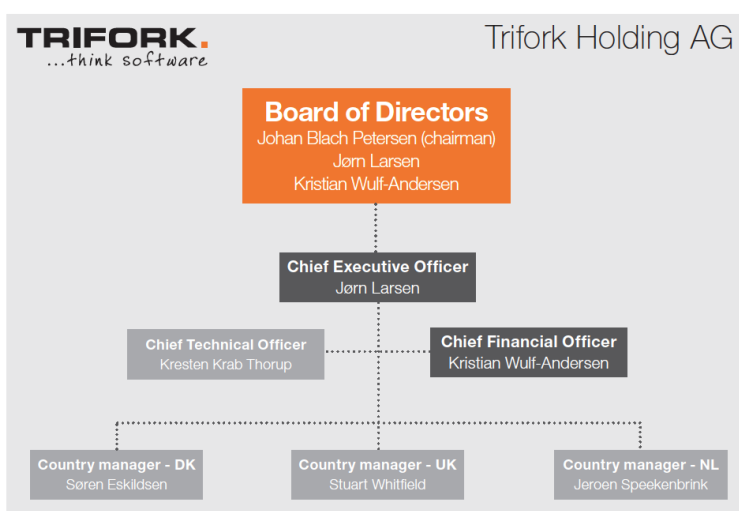 TRIFORK.
...think software
Trifork Holding AG
Board of Directors
Johan Blach Petersen (chairman)
Jørn Larsen
Kristian Wulf-Andersen
Chief Executive Officer
Jørn Larsen
Chief Technical Officer
Kresten Krab Thorup
Chief Financial Officer
Kristian Wulf-Andersen
Country manager - DK
Søren Eskildsen
Country manager - UK
Stuart Whitfield
Country manager - NL
Jeroen Speekenbrink